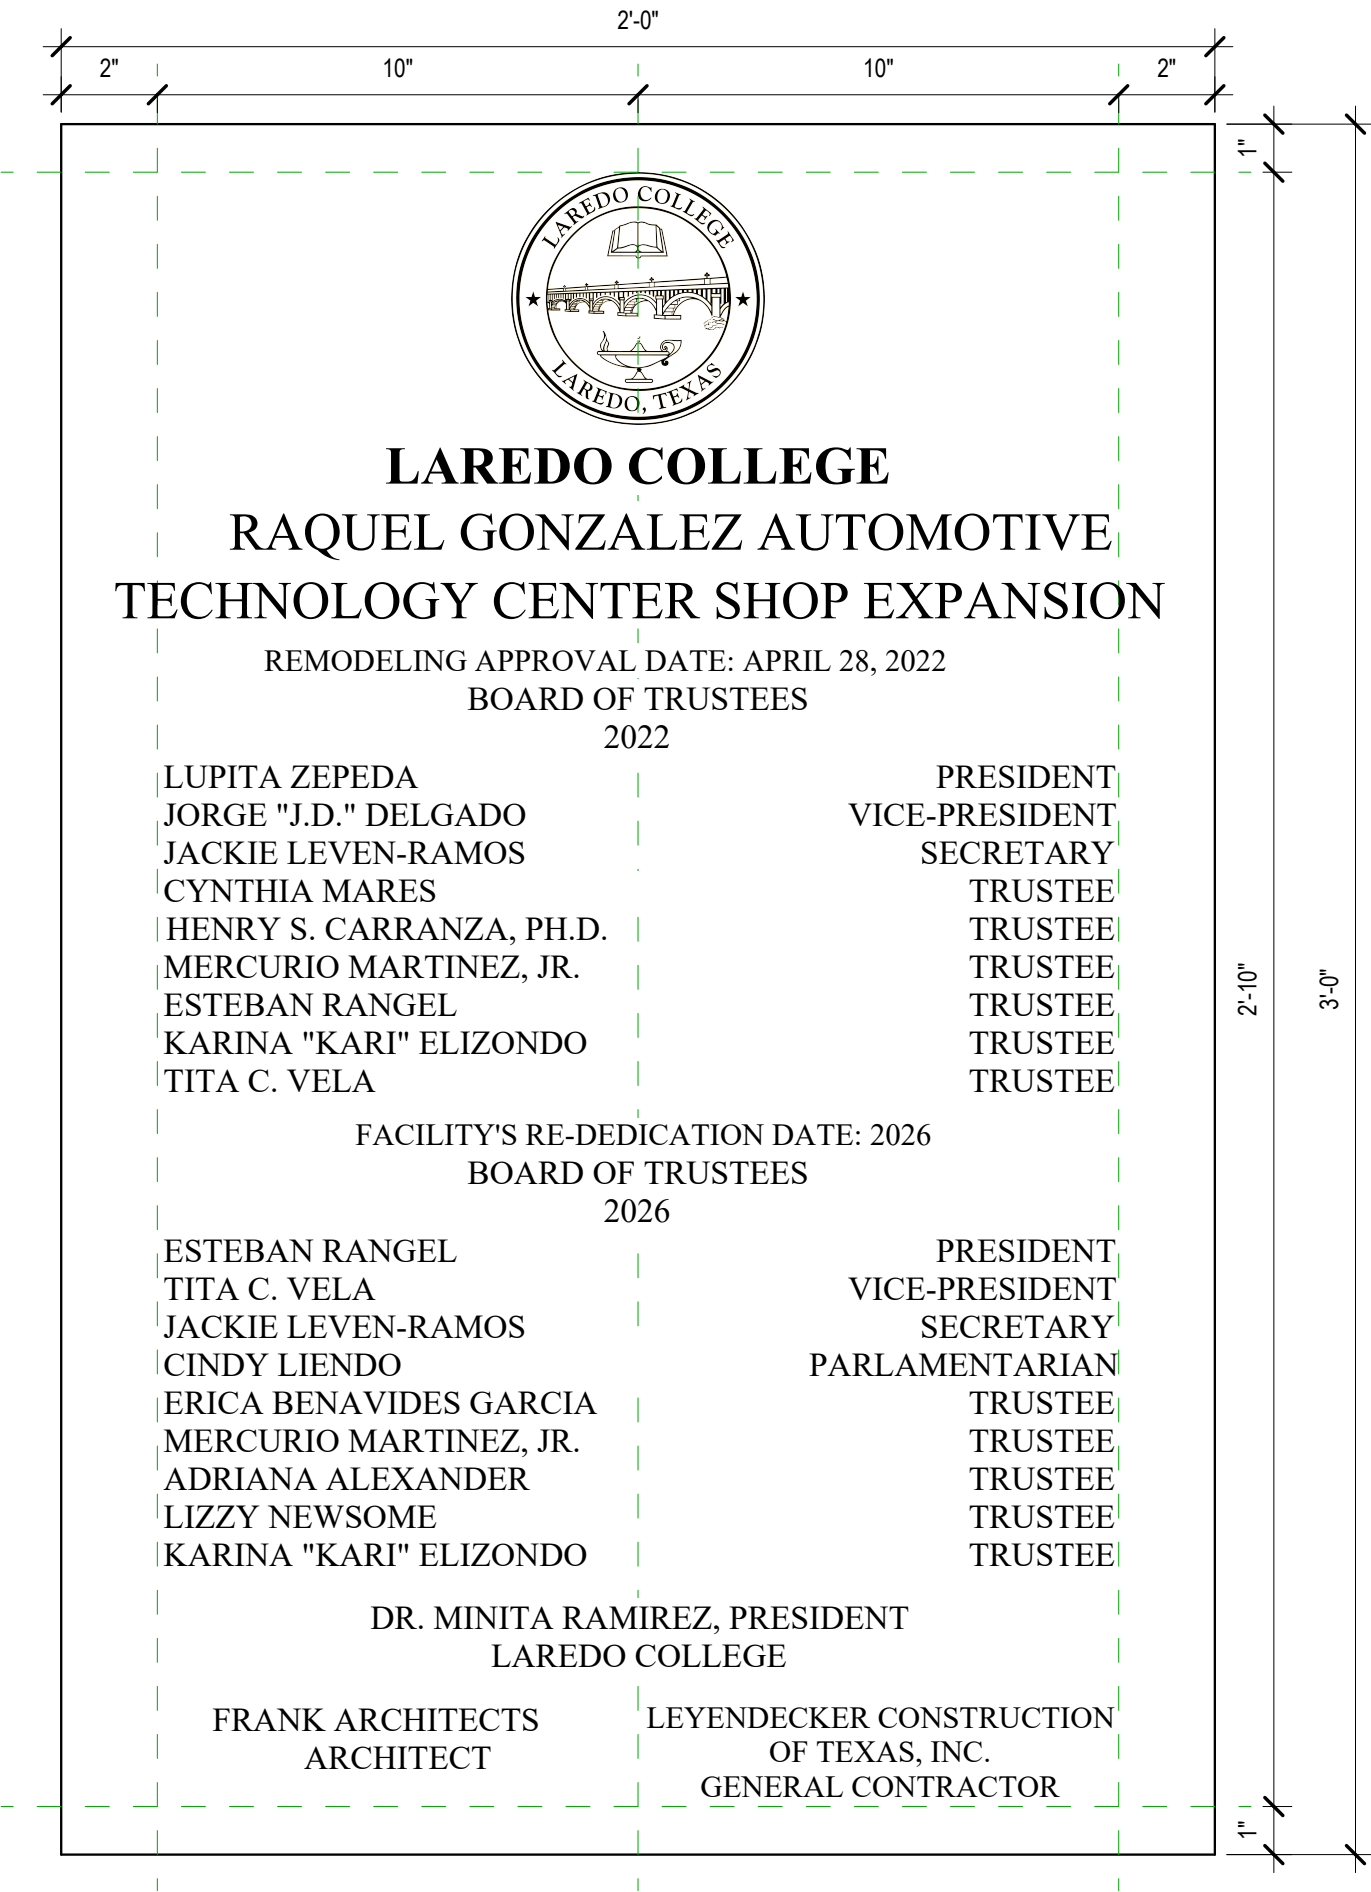 2'-0"
2" 10" 10" 2"
1"
LAREDO COLLEGE
LAREDO, TEXAS
LAREDO COLLEGE
RAQUEL GONZALEZ AUTOMOTIVE
TECHNOLOGY CENTER SHOP EXPANSION
REMODELING APPROVAL DATE: APRIL 28, 2022
BOARD OF TRUSTEES
2022
LUPITA ZEPEDA PRESIDENT
JORGE "J.D." DELGADO VICE-PRESIDENT
JACKIE LEVEN-RAMOS SECRETARY
CYNTHIA MARES TRUSTEE
HENRY S. CARRANZA, PH.D. TRUSTEE
MERCURIO MARTINEZ, JR. TRUSTEE
ESTEBAN RANGEL TRUSTEE
KARINA "KARI" ELIZONDO TRUSTEE
TITA C. VELA TRUSTEE
2'-10"
3'-0"
FACILITY'S RE-DEDICATION DATE: 2026
BOARD OF TRUSTEES
2026
ESTEBAN RANGEL PRESIDENT
TITA C. VELA VICE-PRESIDENT
JACKIE LEVEN-RAMOS SECRETARY
CINDY LIENDO PARLAMENTARIAN
ERICA BENAVIDES GARCIA TRUSTEE
MERCURIO MARTINEZ, JR. TRUSTEE
ADRIANA ALEXANDER TRUSTEE
LIZZY NEWSOME TRUSTEE
KARINA "KARI" ELIZONDO TRUSTEE
DR. MINITA RAMIREZ, PRESIDENT
LAREDO COLLEGE
FRANK ARCHITECTS
ARCHITECT
LEYENDECKER CONSTRUCTION
OF TEXAS, INC.
GENERAL CONTRACTOR
1"